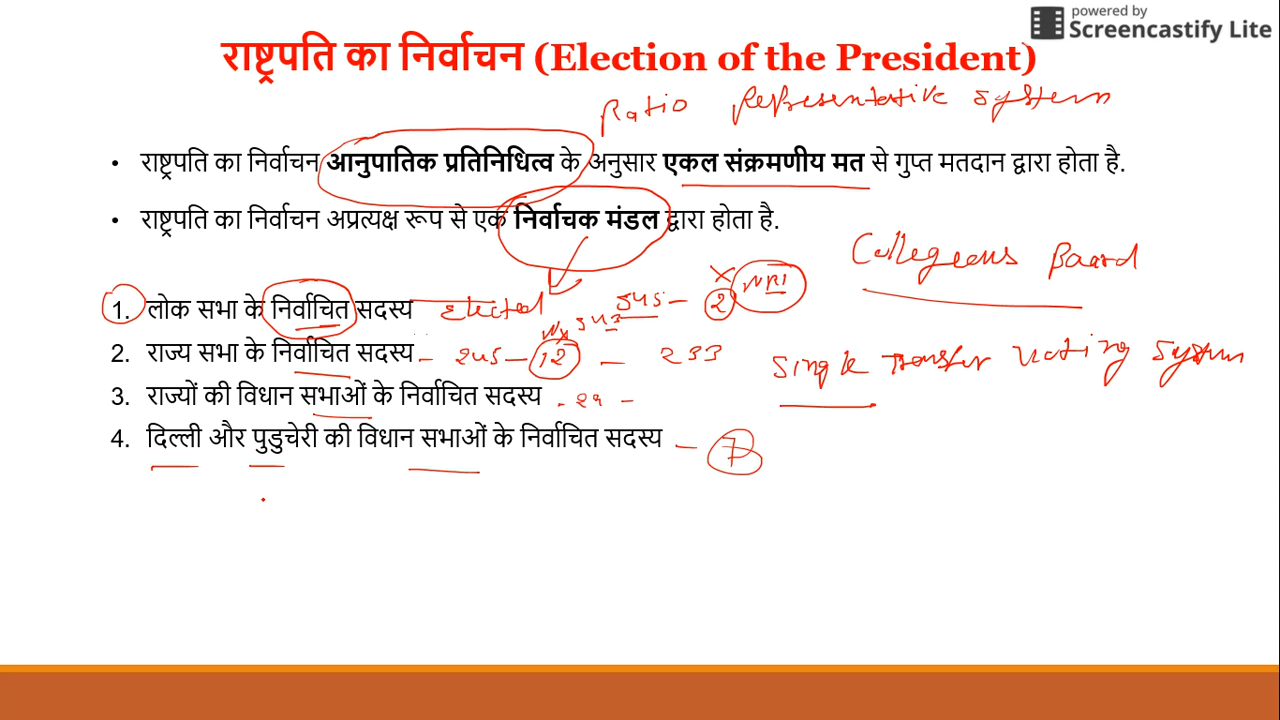 powered by
Screencastify Lite
राष्ट्रपति का निर्वाचन (Election of the President)
Ratio Representative System
• राष्ट्रपति का निर्वाचन आनुपातिक प्रतिनिधित्व के अनुसार एकल संक्रमणीय मत से गुप्त मतदान द्वारा होता है.
• राष्ट्रपति का निर्वाचन अप्रत्यक्ष रूप से एक निर्वाचक मंडल द्वारा होता है.
Board
1. लोक सभा के निर्वाचित सदस्य Elected 543 545 - 2 X NRI
2. राज्य सभा के निर्वाचित सदस्य - 245 - 12 - 233
Single Transfer Voting System
3. राज्यों की विधान सभाओं के निर्वाचित सदस्य
4. दिल्ली और पुडुचेरी की विधान सभाओं के निर्वाचित सदस्य - 7